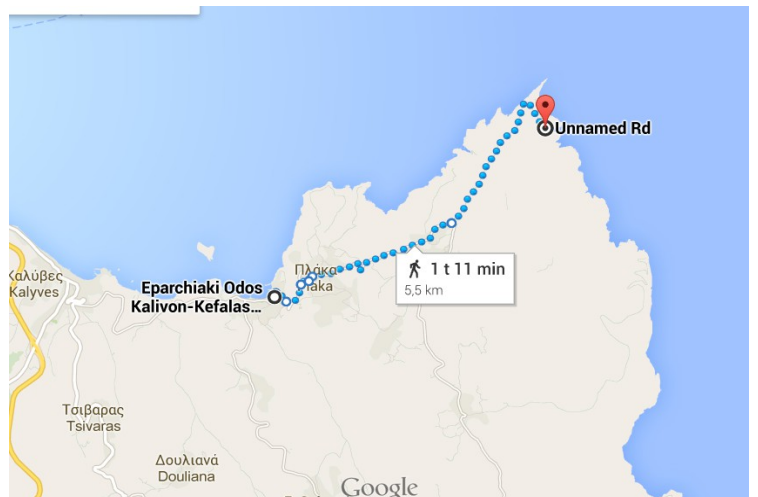 Unnamed Rd
Πλάκα
Plaka
1 t 11 min
5,5 km
Καλύβες
Kalyves
Eparchiaki Odos
Kalivon-Kefalas...
Τσιβαρας
Tsivaras
Δουλιανά
Douliana
Google